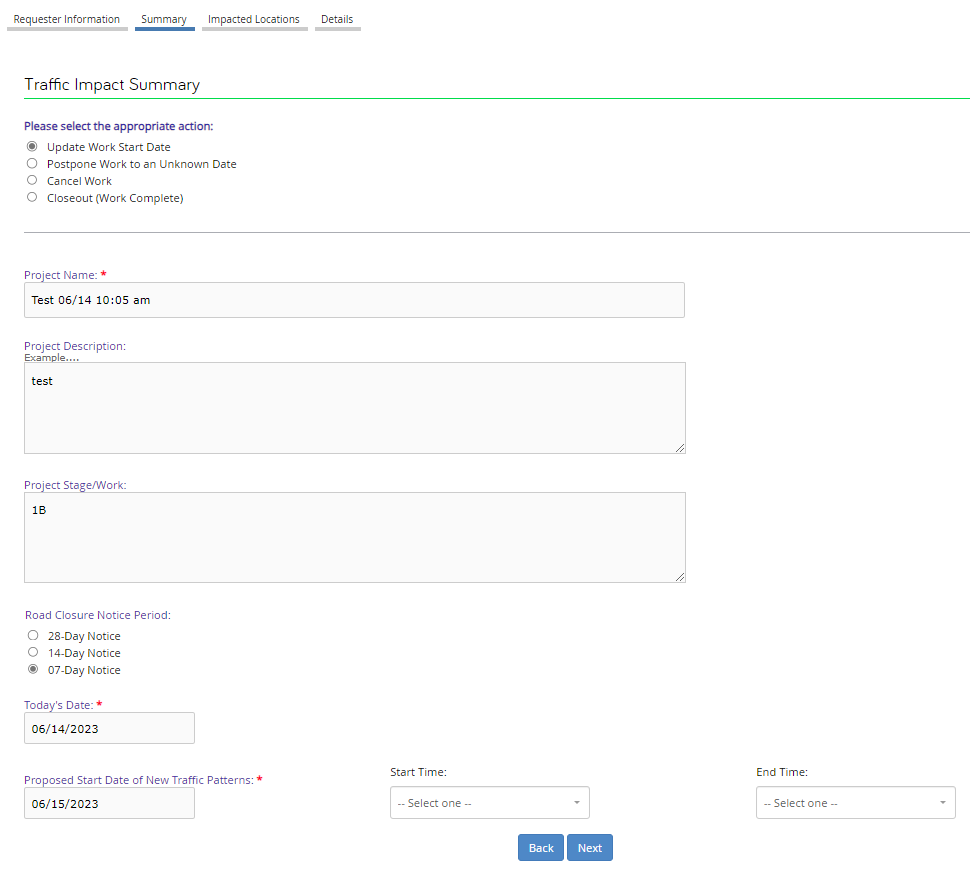 Requester Information Summary Impacted Locations Details
Traffic Impact Summary
Please select the appropriate action:
Update Work Start Date
Postpone Work to an Unknown Date
Cancel Work
Closeout (Work Complete)
Project Name: *
Test 06/14 10:05 am
Project Description:
Example....
test
Project Stage/Work:
1B
Road Closure Notice Period:
28-Day Notice
14-Day Notice
07-Day Notice
Today's Date: *
06/14/2023
Proposed Start Date of New Traffic Patterns: * Start Time: End Time:
06/15/2023 -- Select one -- -- Select one --
Back Next